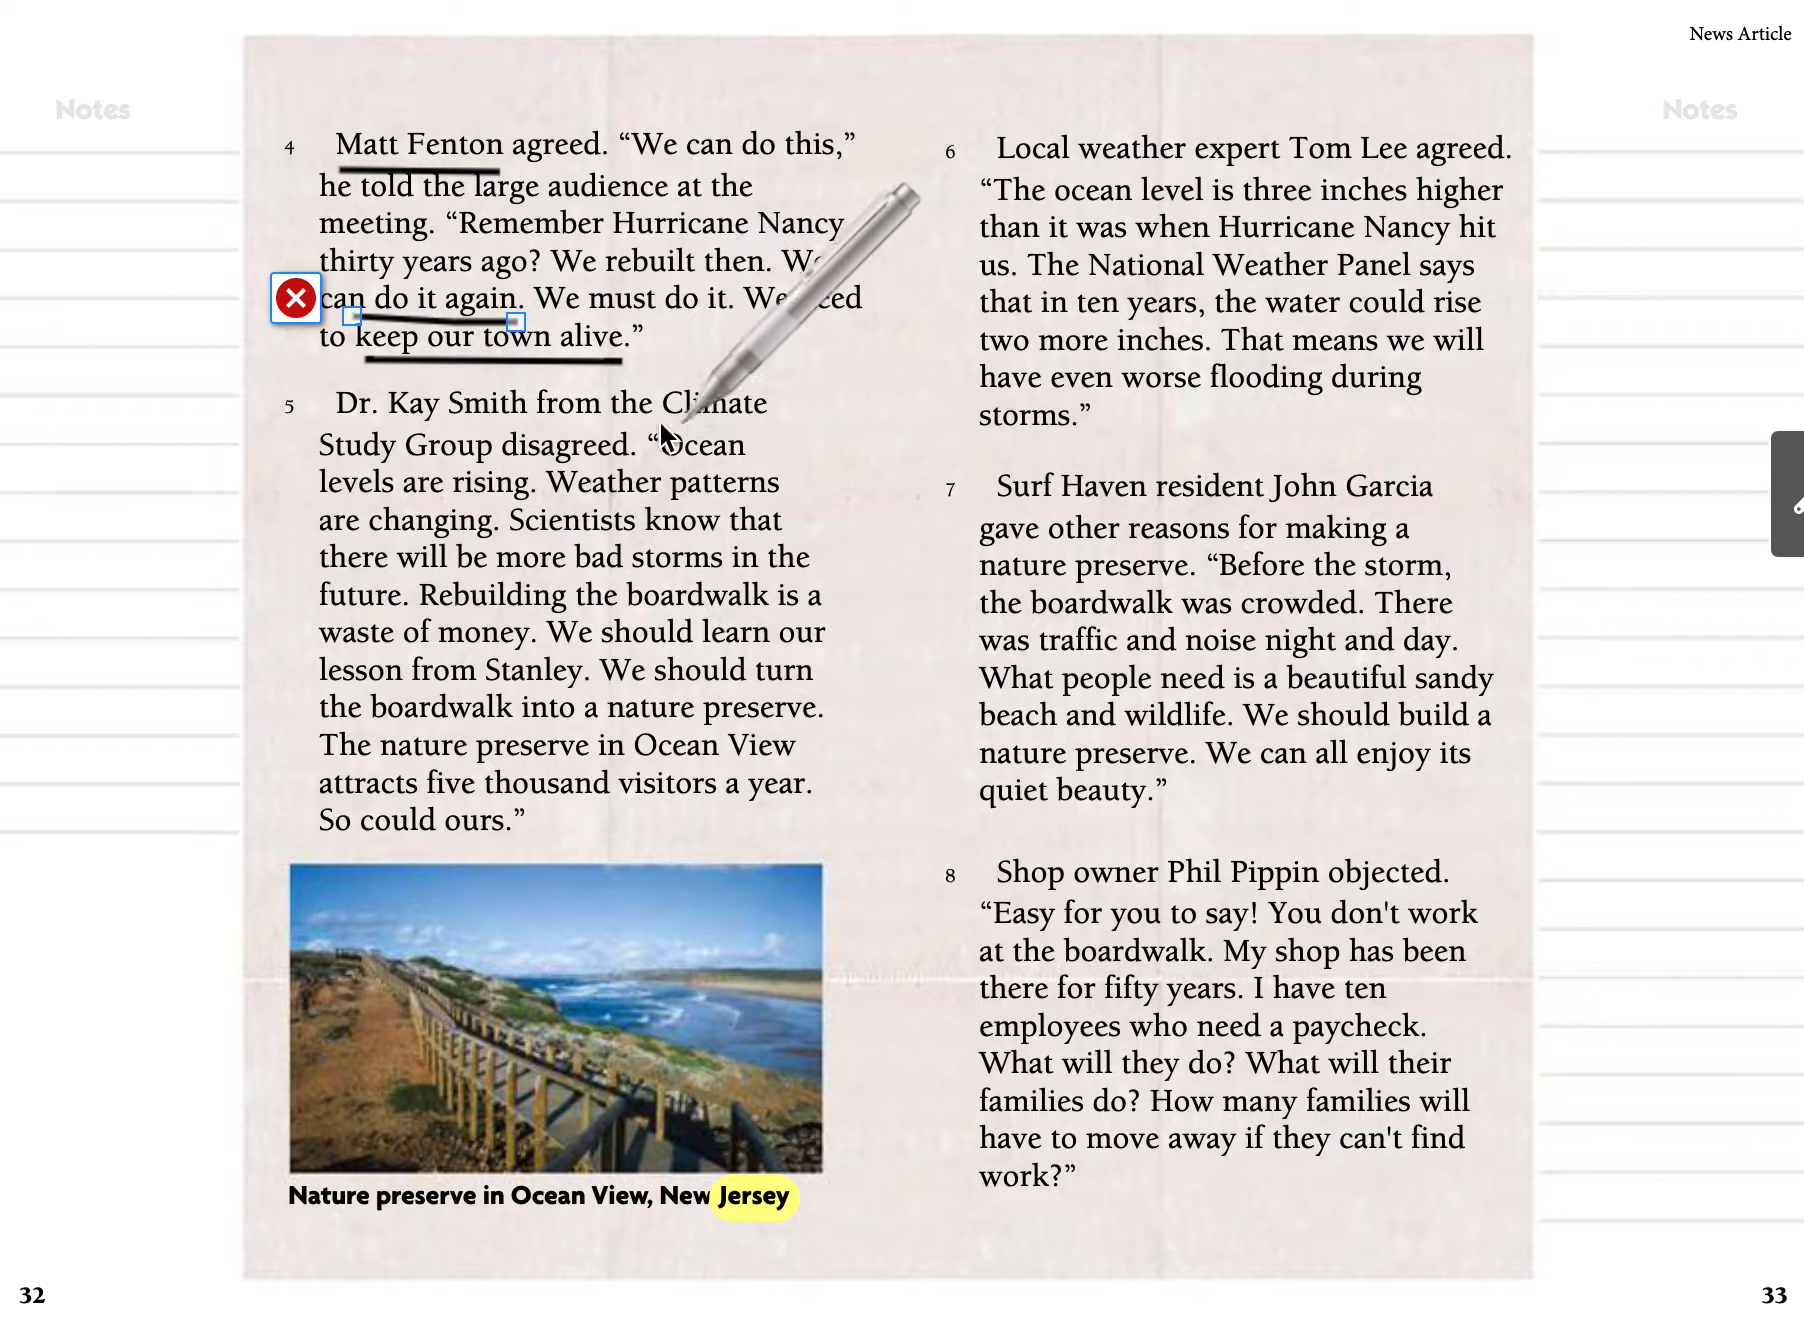 News Article
Notes
Notes
4 Matt Fenton agreed. “We can do this,”
he told the large audience at the
meeting. “Remember Hurricane Nancy
thirty years ago? We rebuilt then. We
can do it again. We must do it. We need
to keep our town alive.”
5 Dr. Kay Smith from the Climate
Study Group disagreed. “Ocean
levels are rising. Weather patterns
are changing. Scientists know that
there will be more bad storms in the
future. Rebuilding the boardwalk is a
waste of money. We should learn our
lesson from Stanley. We should turn
the boardwalk into a nature preserve.
The nature preserve in Ocean View
attracts five thousand visitors a year.
So could ours.”
Nature preserve in Ocean View, New Jersey
32
6 Local weather expert Tom Lee agreed.
“The ocean level is three inches higher
than it was when Hurricane Nancy hit
us. The National Weather Panel says
that in ten years, the water could rise
two more inches. That means we will
have even worse flooding during
storms.”
7 Surf Haven resident John Garcia
gave other reasons for making a
nature preserve. “Before the storm,
the boardwalk was crowded. There
was traffic and noise night and day.
What people need is a beautiful sandy
beach and wildlife. We should build a
nature preserve. We can all enjoy its
quiet beauty.”
8 Shop owner Phil Pippin objected.
“Easy for you to say! You don't work
at the boardwalk. My shop has been
there for fifty years. I have ten
employees who need a paycheck.
What will they do? What will their
families do? How many families will
have to move away if they can't find
work?”
33